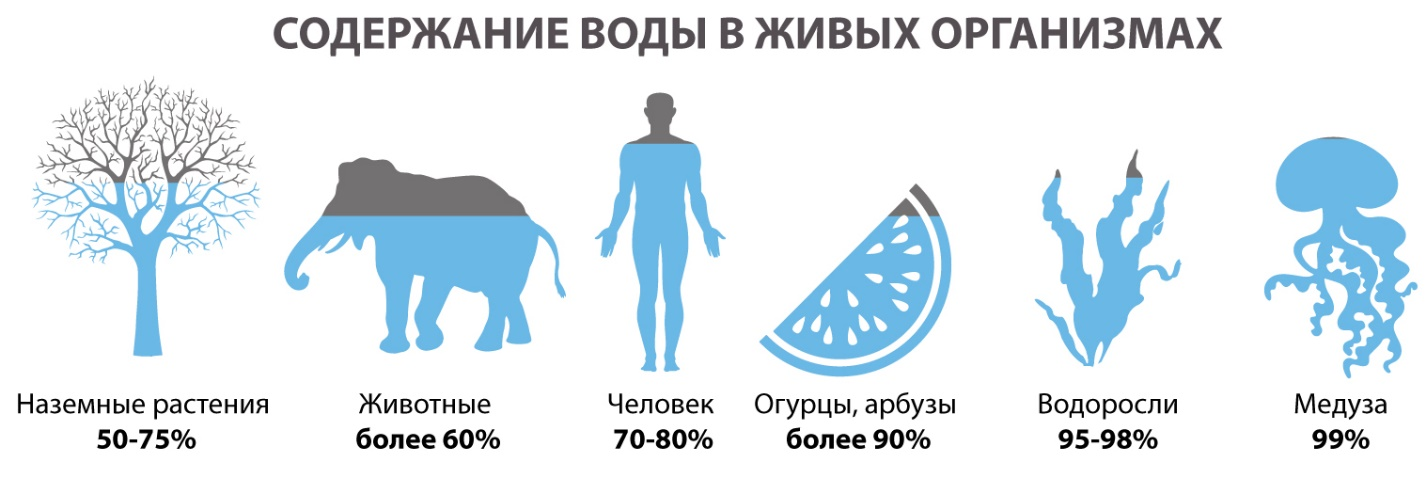 СОДЕРЖАНИЕ ВОДЫ В ЖИВЫХ ОРГАНИЗМАХ
Наземные растения
50-75%
Животные
более 60%
Человек
70-80%
Огурцы, арбузы
более 90%
Водоросли
95-98%
Медуза
99%